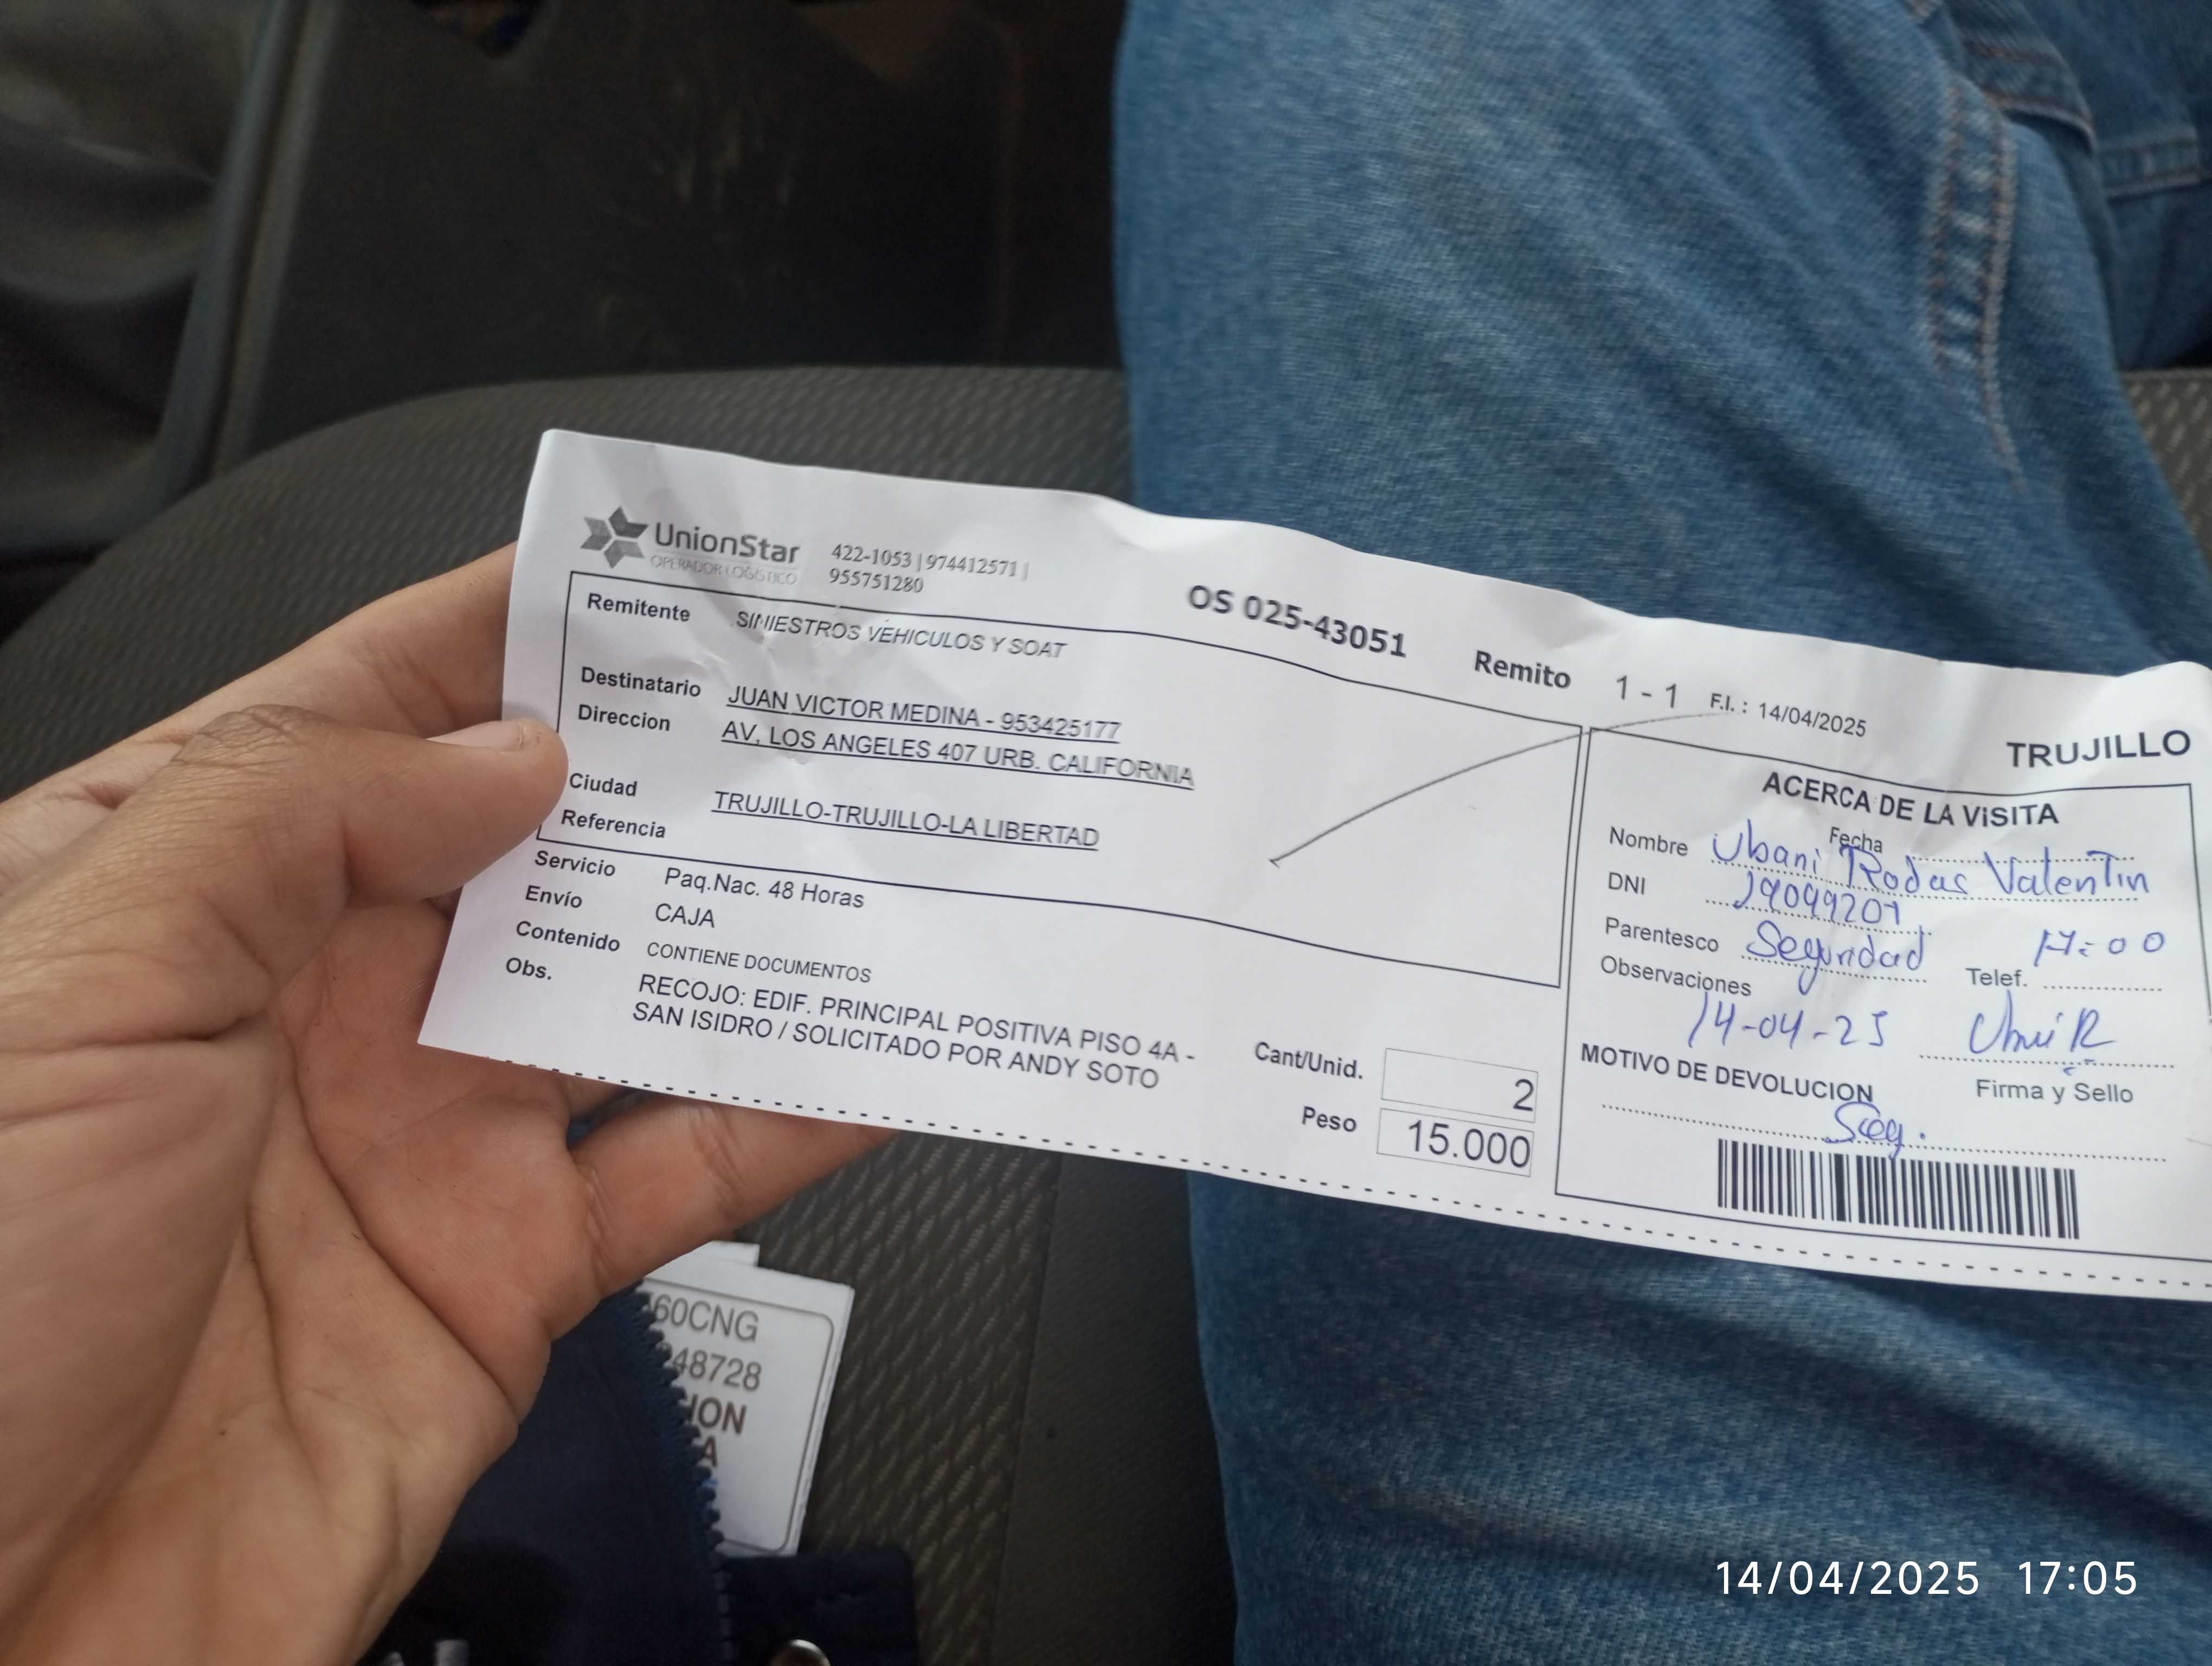 UnionStar
OPERADOR LOGÍSTICO
422-1053 | 974412571 |
955751280
OS 025-43051 Remito 1 - 1 F.I. : 14/04/2025
TRUJILLO
Remitente SINIESTROS VEHICULOS Y SOAT
Destinatario JUAN VICTOR MEDINA - 953425177
Direccion AV, LOS ANGELES 407 URB. CALIFORNIA
Ciudad TRUJILLO-TRUJILLO-LA LIBERTAD
Referencia
Servicio Paq.Nac. 48 Horas
Envío CAJA
Contenido CONTIENE DOCUMENTOS
Obs. RECOJO: EDIF. PRINCIPAL POSITIVA PISO 4A -
SAN ISIDRO / SOLICITADO POR ANDY SOTO
Cant/Unid. 2
Peso 15.000
ACERCA DE LA ViSITA
Fecha
Nombre Ubani Rodas Valentin
DNI 19099201
Parentesco Seguridad 17:00
Telef.
Observaciones
14-04-25
MOTIVO DE DEVOLUCION Firma y Sello
Seg.
60CNG
48728
ION
A
14/04/2025 17:05